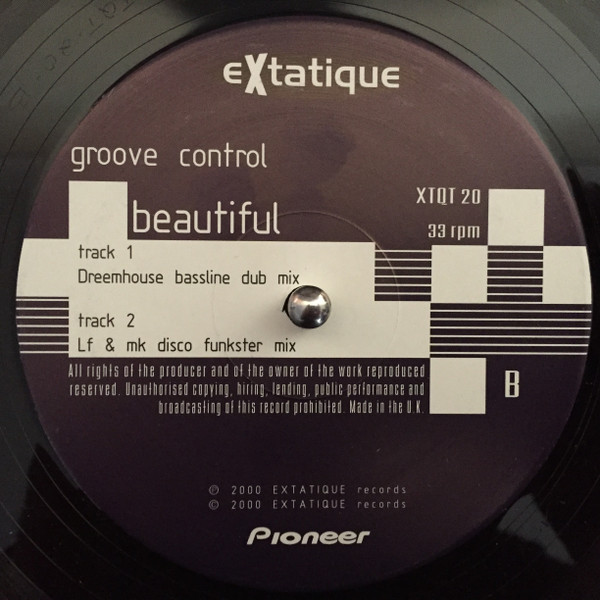 eXtatique
groove control
XTQT 20
beautiful
33 rpm
track 1
Dreemhouse bassline dub mix
track 2
Lf & mk disco funkster mix
All rights of the producer and of the owner of the work reproduced
reserved. Unauthorised copying, hiring, lending, public performance and
broadcasting of this record prohibited. Made in the U.K.
B
℗ 2000 EXTATIQUE records
© 2000 EXTATIQUE records
Pioneer